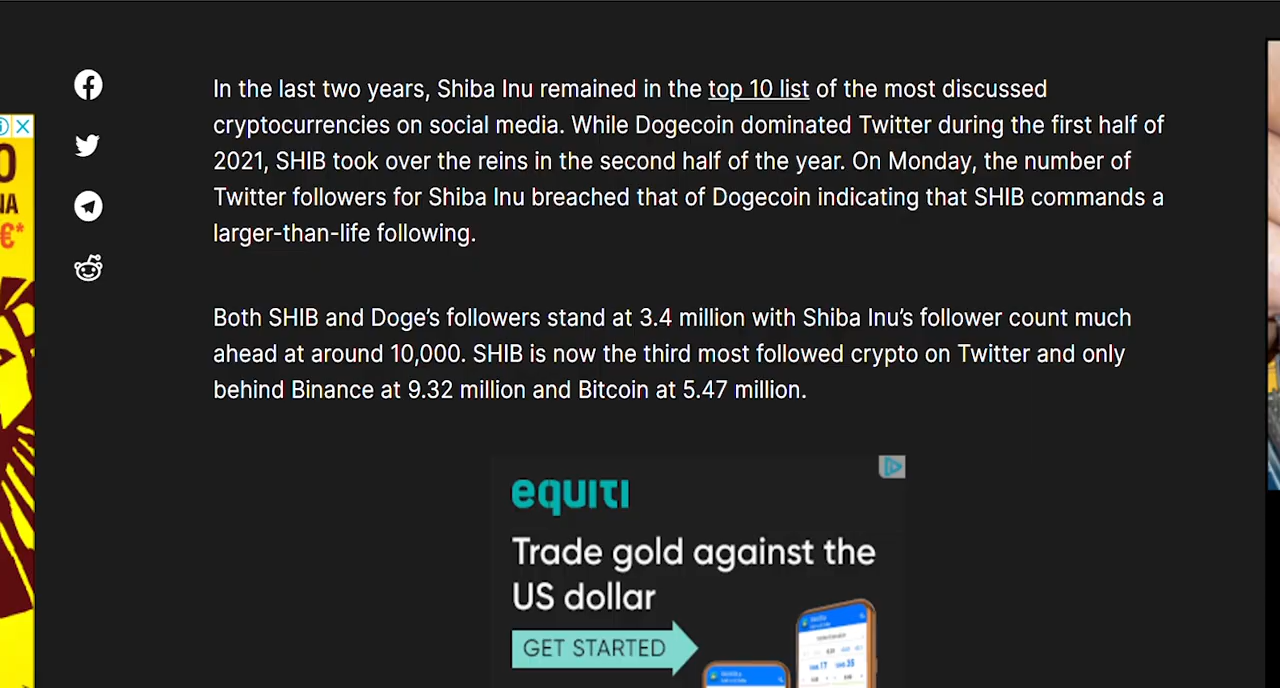 In the last two years, Shiba Inu remained in the top 10 list of the most discussed
cryptocurrencies on social media. While Dogecoin dominated Twitter during the first half of
2021, SHIB took over the reins in the second half of the year. On Monday, the number of
Twitter followers for Shiba Inu breached that of Dogecoin indicating that SHIB commands a
larger-than-life following.
Both SHIB and Doge’s followers stand at 3.4 million with Shiba Inu’s follower count much
ahead at around 10,000. SHIB is now the third most followed crypto on Twitter and only
behind Binance at 9.32 million and Bitcoin at 5.47 million.
equiti
Trade gold against the
US dollar
GET STARTED